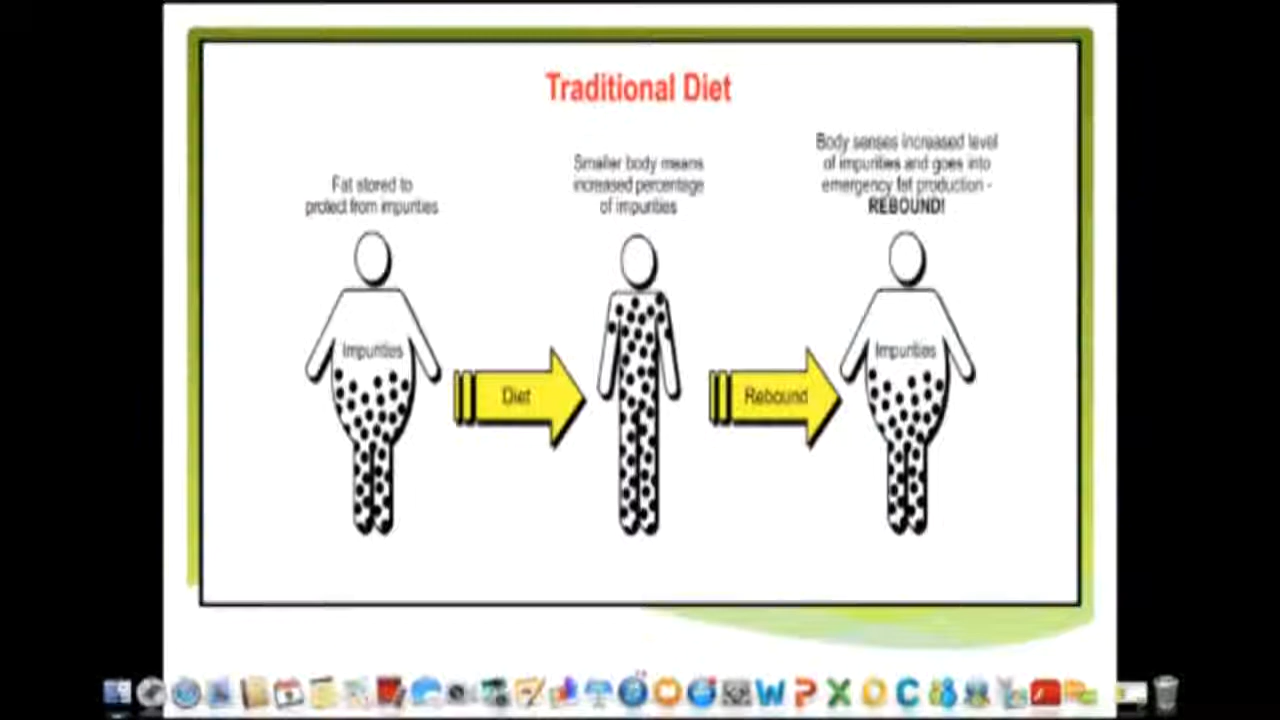 Traditional Diet
Fat stored to
protect from impurities
Smaller body means
increased percentage
of impurities
Body senses increased level
of impurities and goes into
emergency fat production -
REBOUND!
Impurities
Diet
Rebound
Impurities